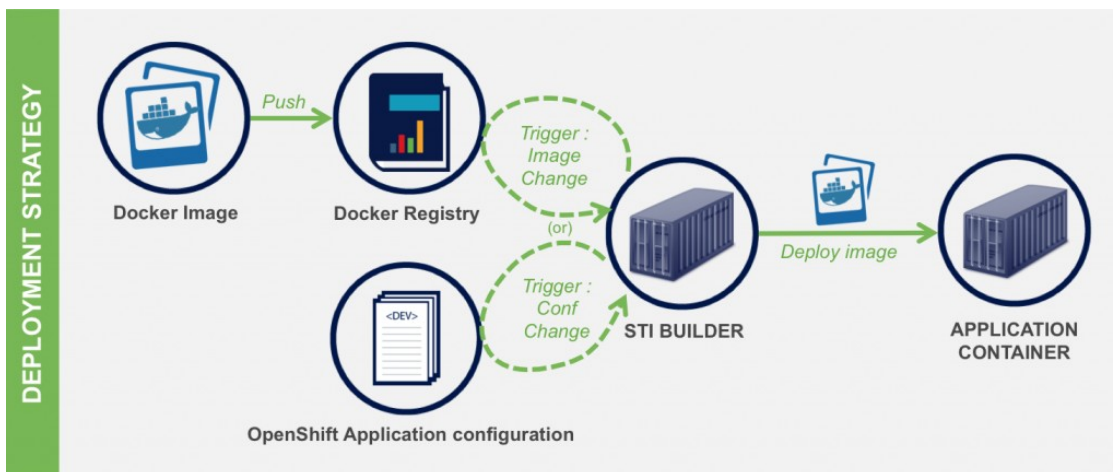 DEPLOYMENT STRATEGY
Push
Docker Image
Docker Registry
Trigger :
Image
Change
(or)
Trigger :
Conf
Change
<DEV>
OpenShift Application configuration
STI BUILDER
Deploy image
APPLICATION
CONTAINER